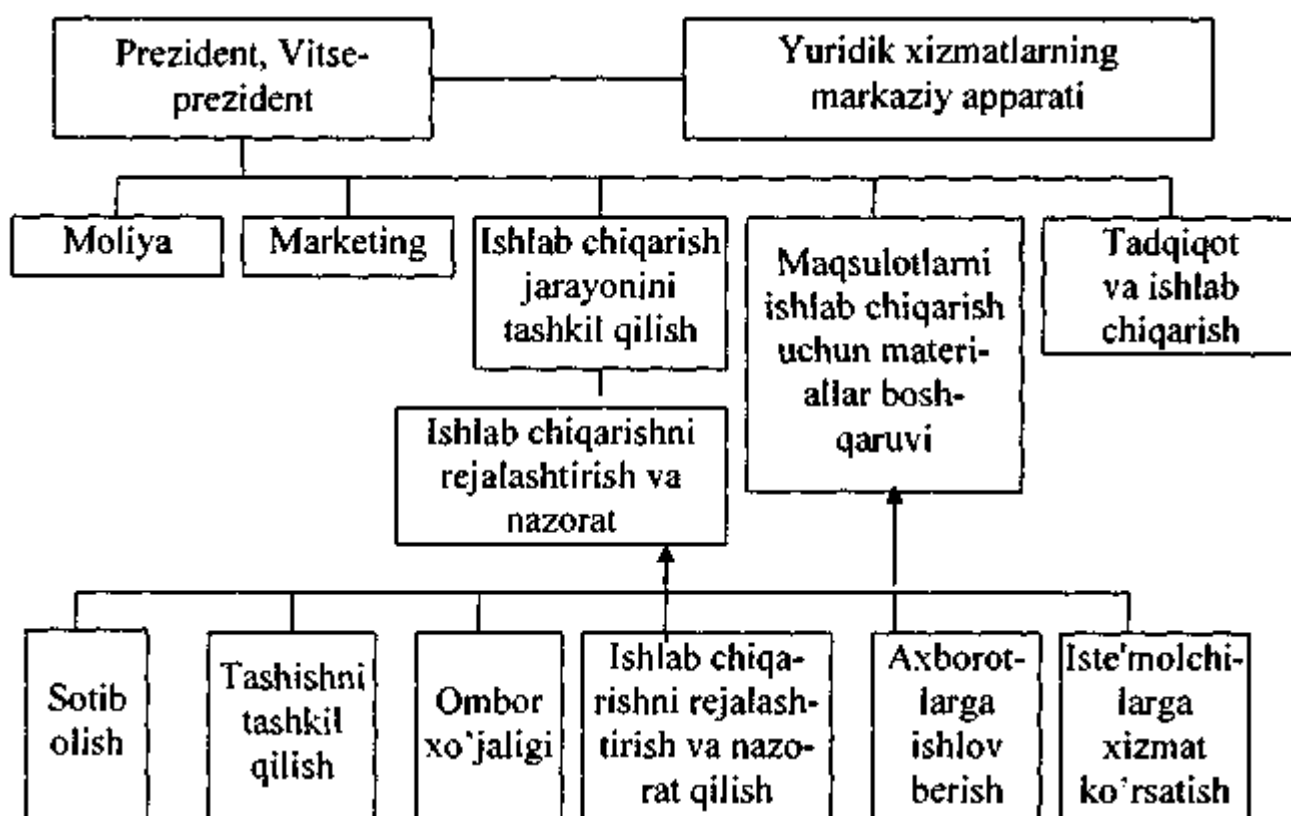 Prezident, Vitse-
prezident
Yuridik xizmatlarning
markaziy apparati
Moliya
Marketing
Ishlab chiqarish
jarayonini
tashkil qilish
Maqsulotlami
ishlab chiqarish
uchun materi-
allar bosh-
qaruvi
Tadqiqot
va ishlab
chiqarish
Ishlab chiqarishni
rejalashtirish va
nazorat
Sotib
olish
Tashishni
tashkil
qilish
Ombor
xo'jaligi
Ishlab chiqa-
rishni rejalash-
tirish va nazo-
rat qilish
Axborot-
larga
ishlov
berish
Iste'molchi-
larga
xizmat
ko'rsatish